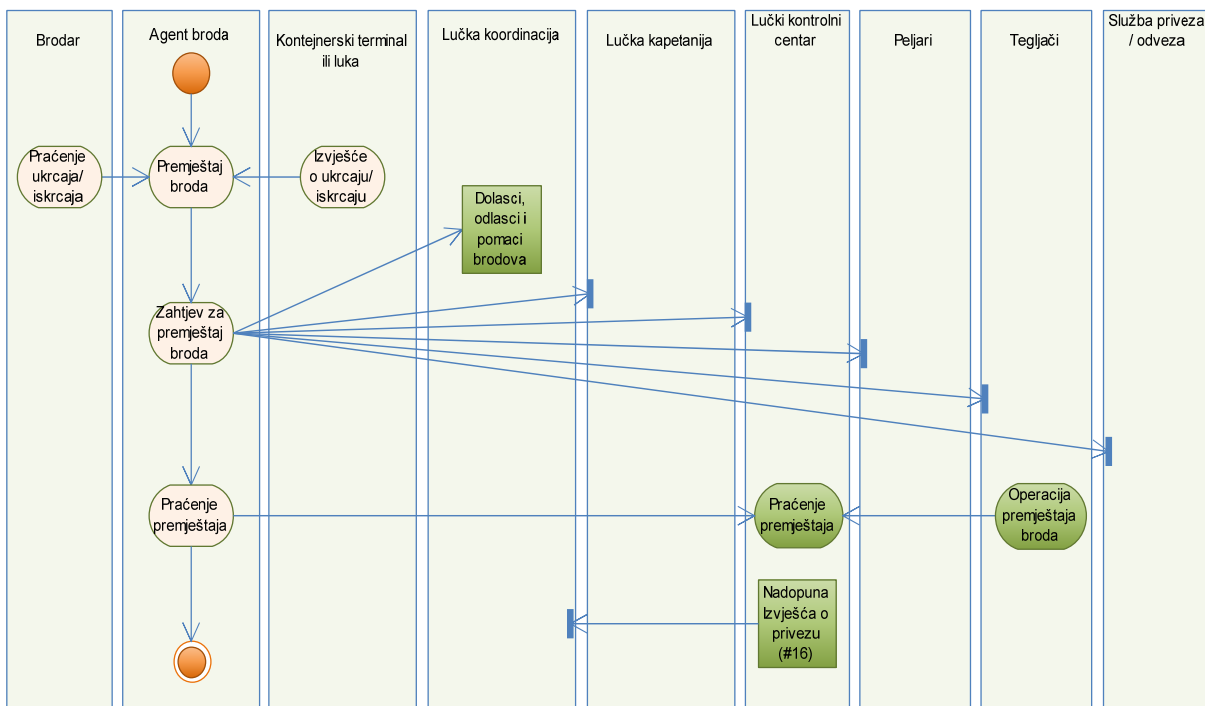 Brodar
Agent broda
Kontejnerski terminal
ili luka
Lučka koordinacija
Lučka kapetanija
Lučki kontrolni
centar
Peljari
Tegljači
Služba priveza
/ odveza
Praćenje
ukrcaja/
iskrcaja
Premještaj
broda
Izvješće
o ukrcaju/
iskrcaju
Dolasci,
odlasci i
pomaci
brodova
Zahtjev za
premještaj
broda
Praćenje
premještaja
Praćenje
premještaja
Operacija
premještaja
broda
Nadopuna
Izvješća o
privezu
(#16)